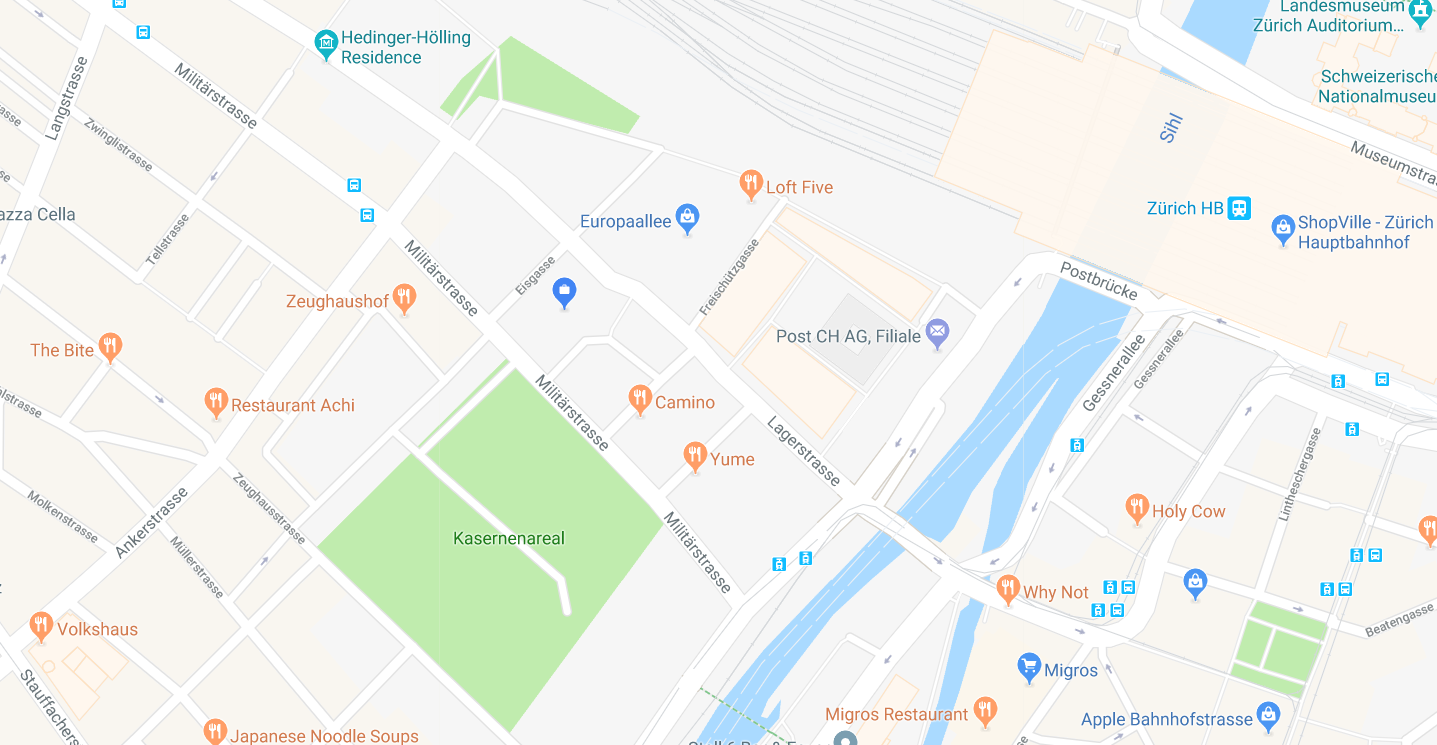 Landesmuseum
Zürich Auditorium...
Hedinger-Hölling
Residence
Schweizerische
Militärstrasse
Langstrasse
Sihl
Zwinglistrasse
Museumstra
Loft Five
Zürich HB
azza Cella
Europaallee
ShopVille - Zürich
Hauptbahnhof
Tellstrasse
Militärstrasse
Eisgasse
Freischützgasse
Postbrücke
Zeughaushof
Post CH AG, Filiale
The Bite
Gessnerallee
Gessnerallee
Restaurant Achi
Militärstrasse
Camino
Lagerstrasse
Yume
Lintheschergasse
Molkenstrasse
Zeughausstrasse
Ankerstrasse
Holy Cow
Kasernenareal
Militärstrasse
Müllerstrasse
Why Not
Volkshaus
Beatengasse
Migros
Stauffachers
Migros Restaurant
Apple Bahnhofstrasse
Japanese Noodle Soups